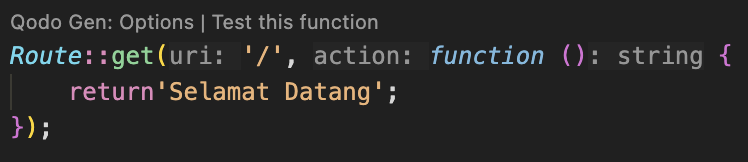 Qodo Gen: Options | Test this function
Route::get(uri: '/', action: function (): string {
    return'Selamat Datang';
});